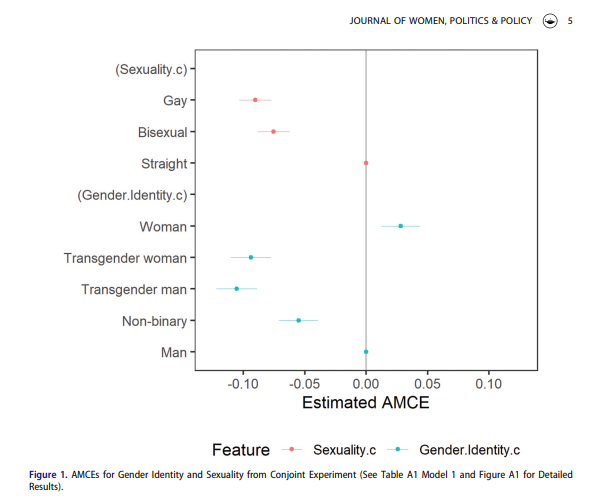 JOURNAL OF WOMEN, POLITICS & POLICY 5
(Sexuality.c)
Gay
Bisexual
Straight
(Gender.Identity.c)
Woman
Transgender woman
Transgender man
Non-binary
Man
-0.10 -0.05 0.00 0.05 0.10
Estimated AMCE
Feature Sexuality.c Gender.Identity.c
Figure 1. AMCEs for Gender Identity and Sexuality from Conjoint Experiment (See Table A1 Model 1 and Figure A1 for Detailed
Results).